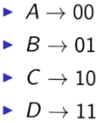 ▶ A → 00
▶ B → 01
▶ C → 10
▶ D → 11